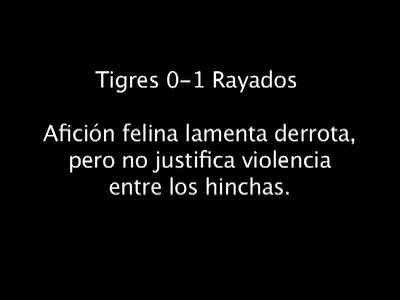 Tigres 0-1 Rayados
Afición felina lamenta derrota,
pero no justifica violencia
entre los hinchas.